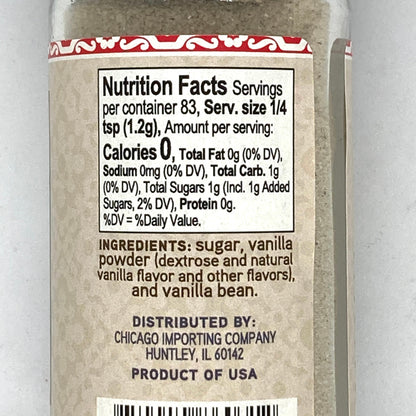 Nutrition Facts Servings
per container 83, Serv. size 1/4
tsp (1.2g), Amount per serving:
Calories 0, Total Fat 0g (0% DV),
Sodium 0mg (0% DV), Total Carb. 1g
(0% DV), Total Sugars 1g (Incl. 1g Added
Sugars, 2% DV), Protein 0g.
%DV = %Daily Value.
INGREDIENTS: sugar, vanilla
powder (dextrose and natural
vanilla flavor and other flavors),
and vanilla bean.
DISTRIBUTED BY:
CHICAGO IMPORTING COMPANY
HUNTLEY, IL 60142
PRODUCT OF USA